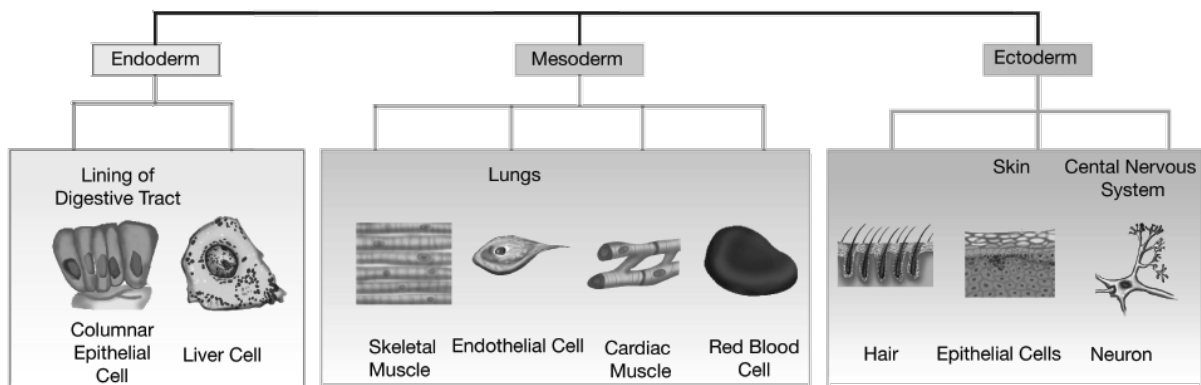 Endoderm
Mesoderm
Ectoderm
Lining of
Digestive Tract
Columnar
Epithelial
Cell
Liver Cell
Lungs
Skeletal
Muscle
Endothelial Cell
Cardiac
Muscle
Red Blood
Cell
Skin
Cental Nervous
System
Hair
Epithelial Cells
Neuron